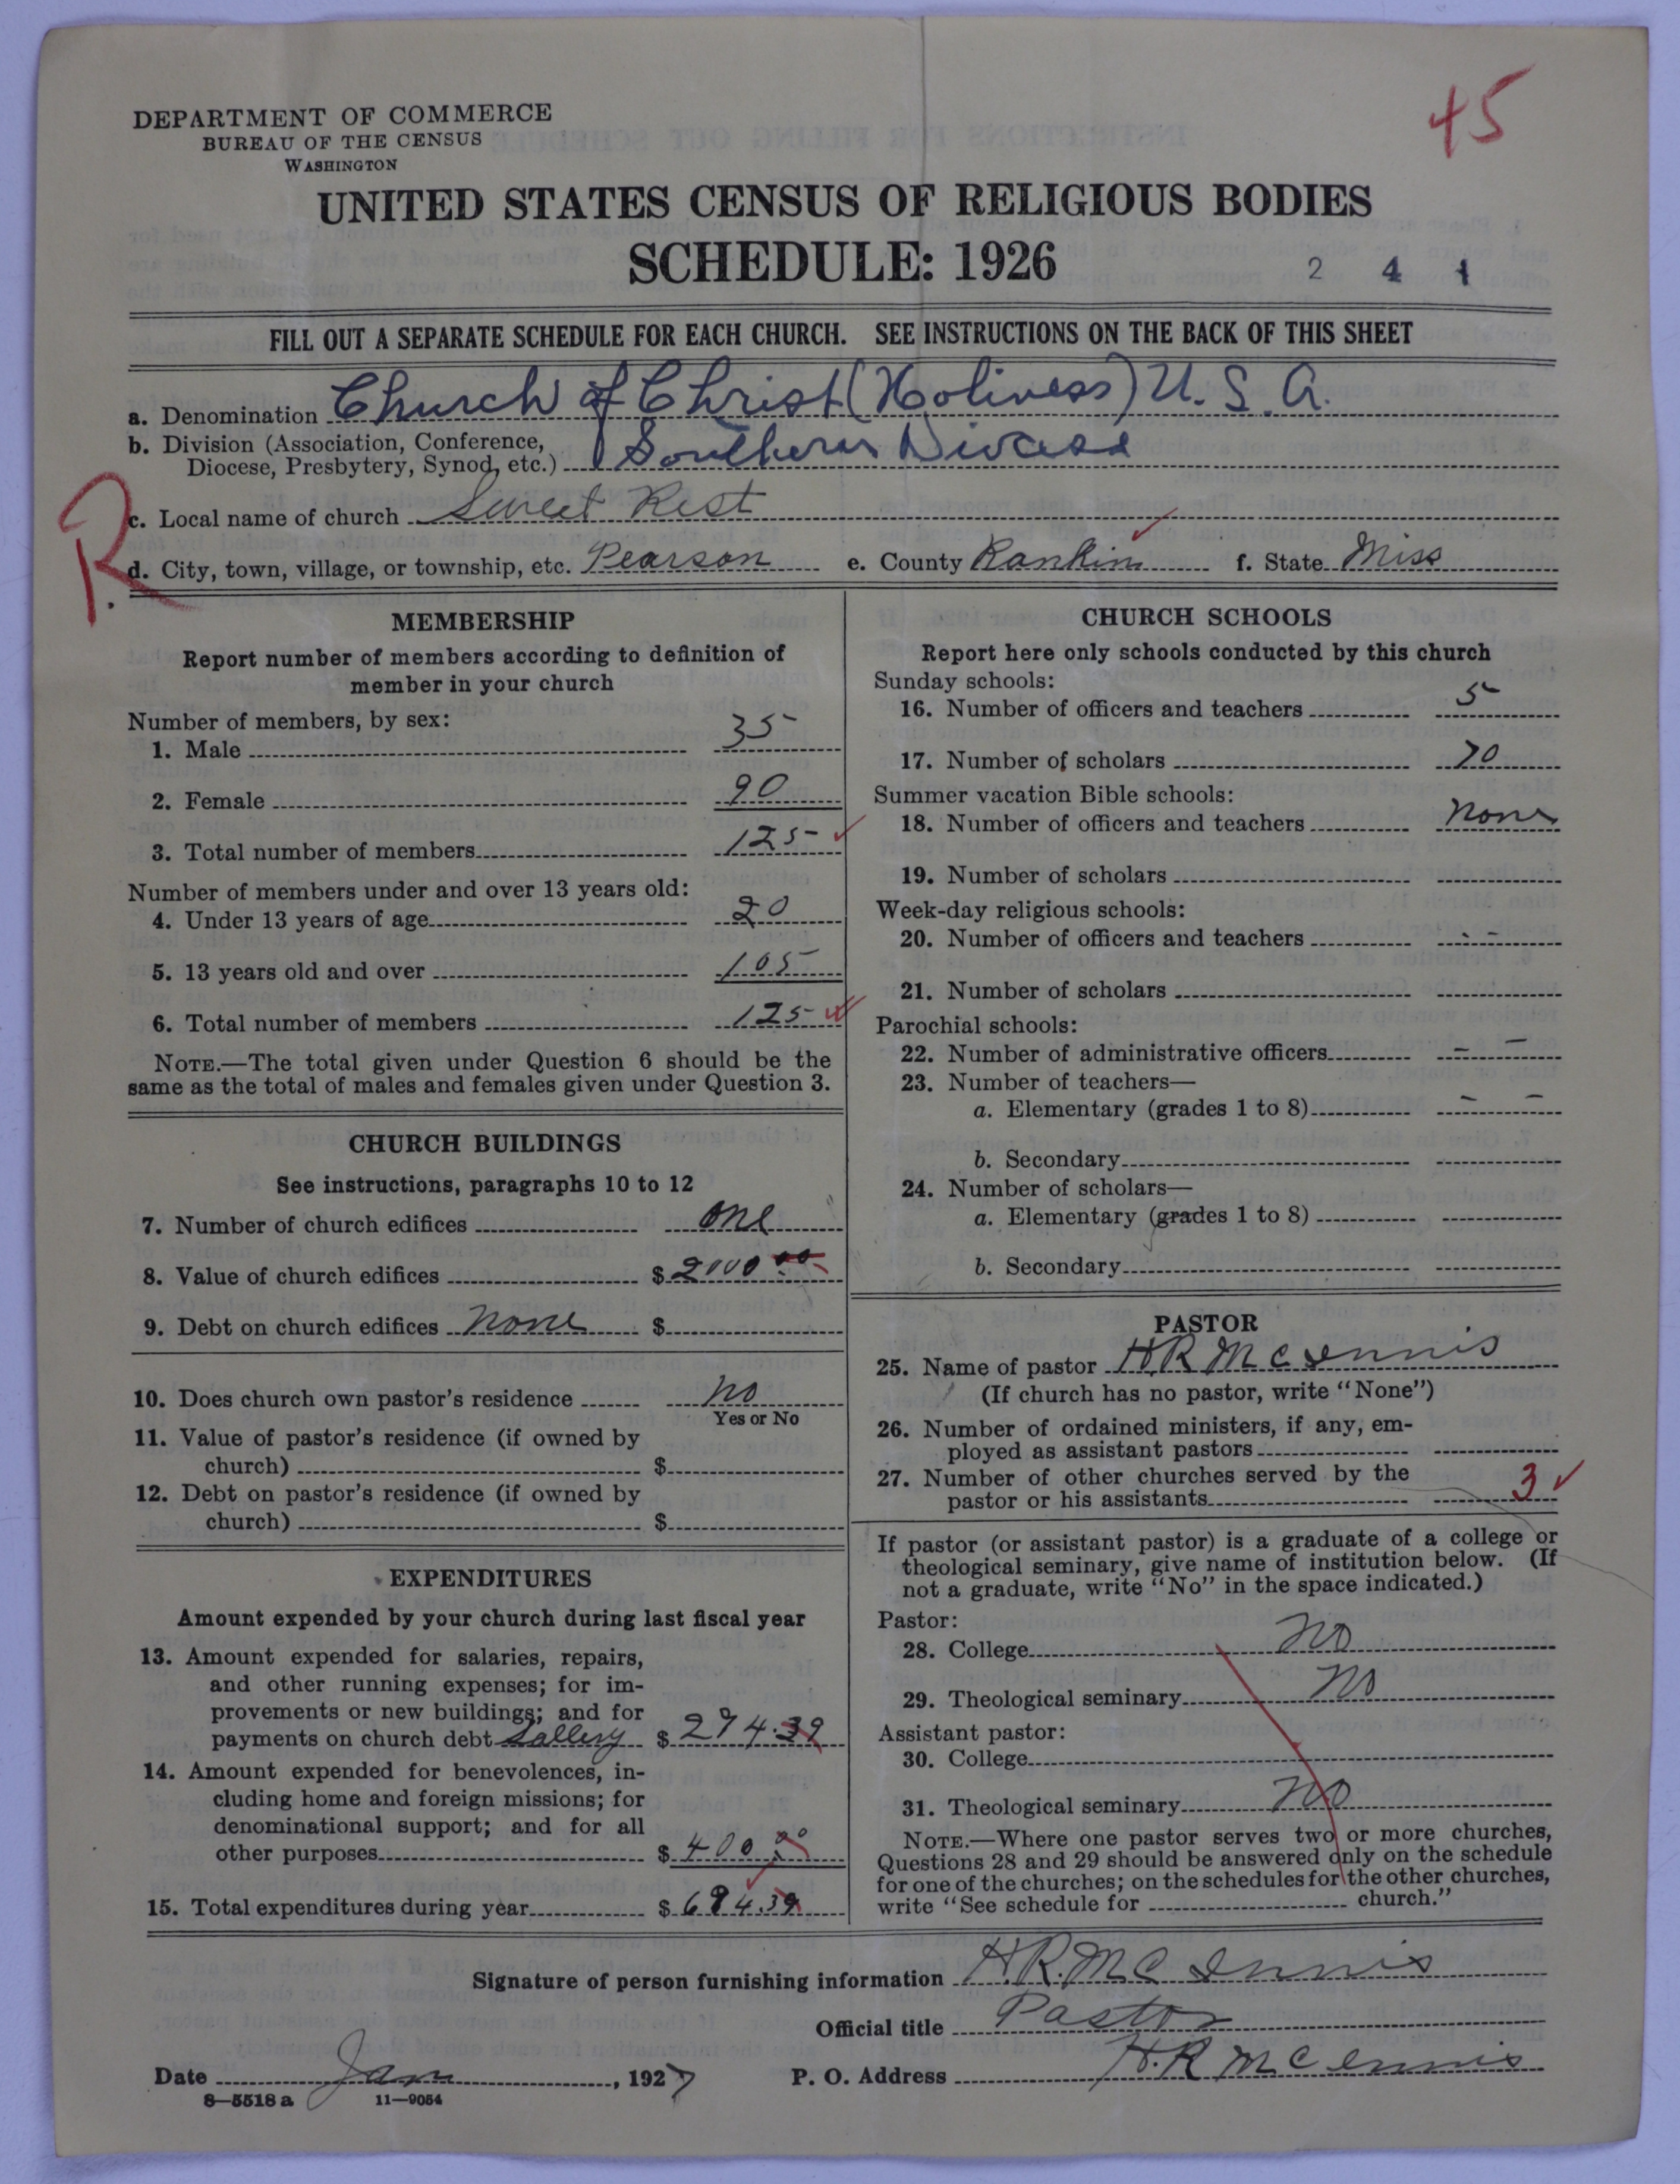 45
DEPARTMENT OF COMMERCE
BUREAU OF THE CENSUS
WASHINGTON
UNITED STATES CENSUS OF RELIGIOUS BODIES
SCHEDULE: 1926
2 4 1
FILL OUT A SEPARATE SCHEDULE FOR EACH CHURCH. SEE INSTRUCTIONS ON THE BACK OF THIS SHEET
a. Denomination Church of Christ (Holiness) U. S. A.
b. Division (Association, Conference,
Diocese, Presbytery, Synod, etc.) Southern Diocese
R
c. Local name of church Sweet Rest
d. City, town, village, or township, etc. Pearson e. County Rankin f. State Miss
MEMBERSHIP
Report number of members according to definition of
member in your church
Number of members, by sex:
1. Male 35
2. Female 90
3. Total number of members 125
Number of members under and over 13 years old:
4. Under 13 years of age 20
5. 13 years old and over 105
6. Total number of members 125
NOTE.—The total given under Question 6 should be the
same as the total of males and females given under Question 3.
CHURCH BUILDINGS
See instructions, paragraphs 10 to 12
7. Number of church edifices one
8. Value of church edifices $ 2000 00
9. Debt on church edifices none $
10. Does church own pastor's residence no
Yes or No
11. Value of pastor's residence (if owned by
church) $
12. Debt on pastor's residence (if owned by
church) $
EXPENDITURES
Amount expended by your church during last fiscal year
13. Amount expended for salaries, repairs,
and other running expenses; for im-
provements or new buildings; and for
payments on church debt Sallery $ 294.39
14. Amount expended for benevolences, in-
cluding home and foreign missions; for
denominational support; and for all
other purposes $ 400.00
15. Total expenditures during year $ 694.39
CHURCH SCHOOLS
Report here only schools conducted by this church
Sunday schools:
16. Number of officers and teachers 5
17. Number of scholars 70
Summer vacation Bible schools:
18. Number of officers and teachers none
19. Number of scholars
Week-day religious schools:
20. Number of officers and teachers - -
21. Number of scholars
Parochial schools:
22. Number of administrative officers - -
23. Number of teachers—
a. Elementary (grades 1 to 8) - -
b. Secondary
24. Number of scholars—
a. Elementary (grades 1 to 8)
b. Secondary
PASTOR
25. Name of pastor H.R McInnis
(If church has no pastor, write "None")
26. Number of ordained ministers, if any, em-
ployed as assistant pastors
27. Number of other churches served by the
pastor or his assistants 3
If pastor (or assistant pastor) is a graduate of a college or
theological seminary, give name of institution below. (If
not a graduate, write "No" in the space indicated.)
Pastor:
28. College no
29. Theological seminary no
Assistant pastor:
30. College
31. Theological seminary no
NOTE.—Where one pastor serves two or more churches,
Questions 28 and 29 should be answered only on the schedule
for one of the churches; on the schedules for the other churches,
write "See schedule for church."
Signature of person furnishing information H.R. McInnis
Official title Pastor
Date Jan, 1927 P. O. Address H.R McInnis
8—5518 a 11—9054